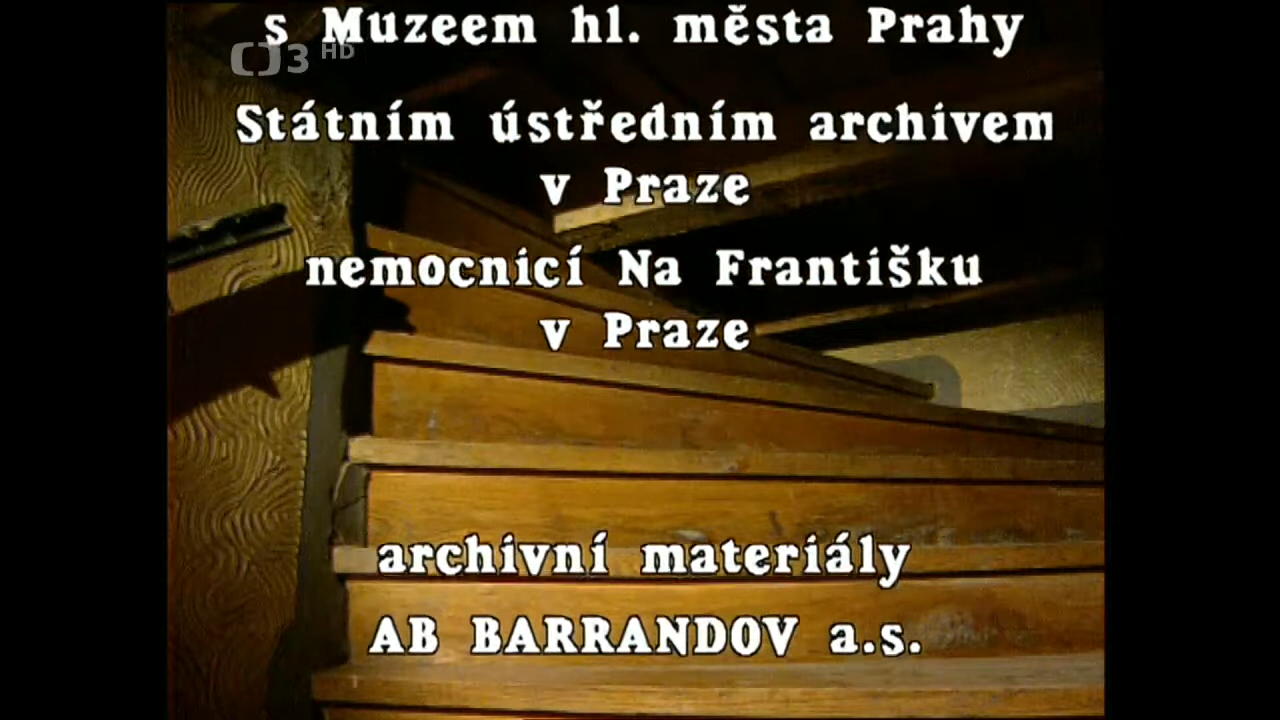 s Muzeem hl. města Prahy
ČT3 HD
Státním ústředním archivem
v Praze
nemocnicí Na Františku
v Praze
archivní materiály
AB BARRANDOV a.s.